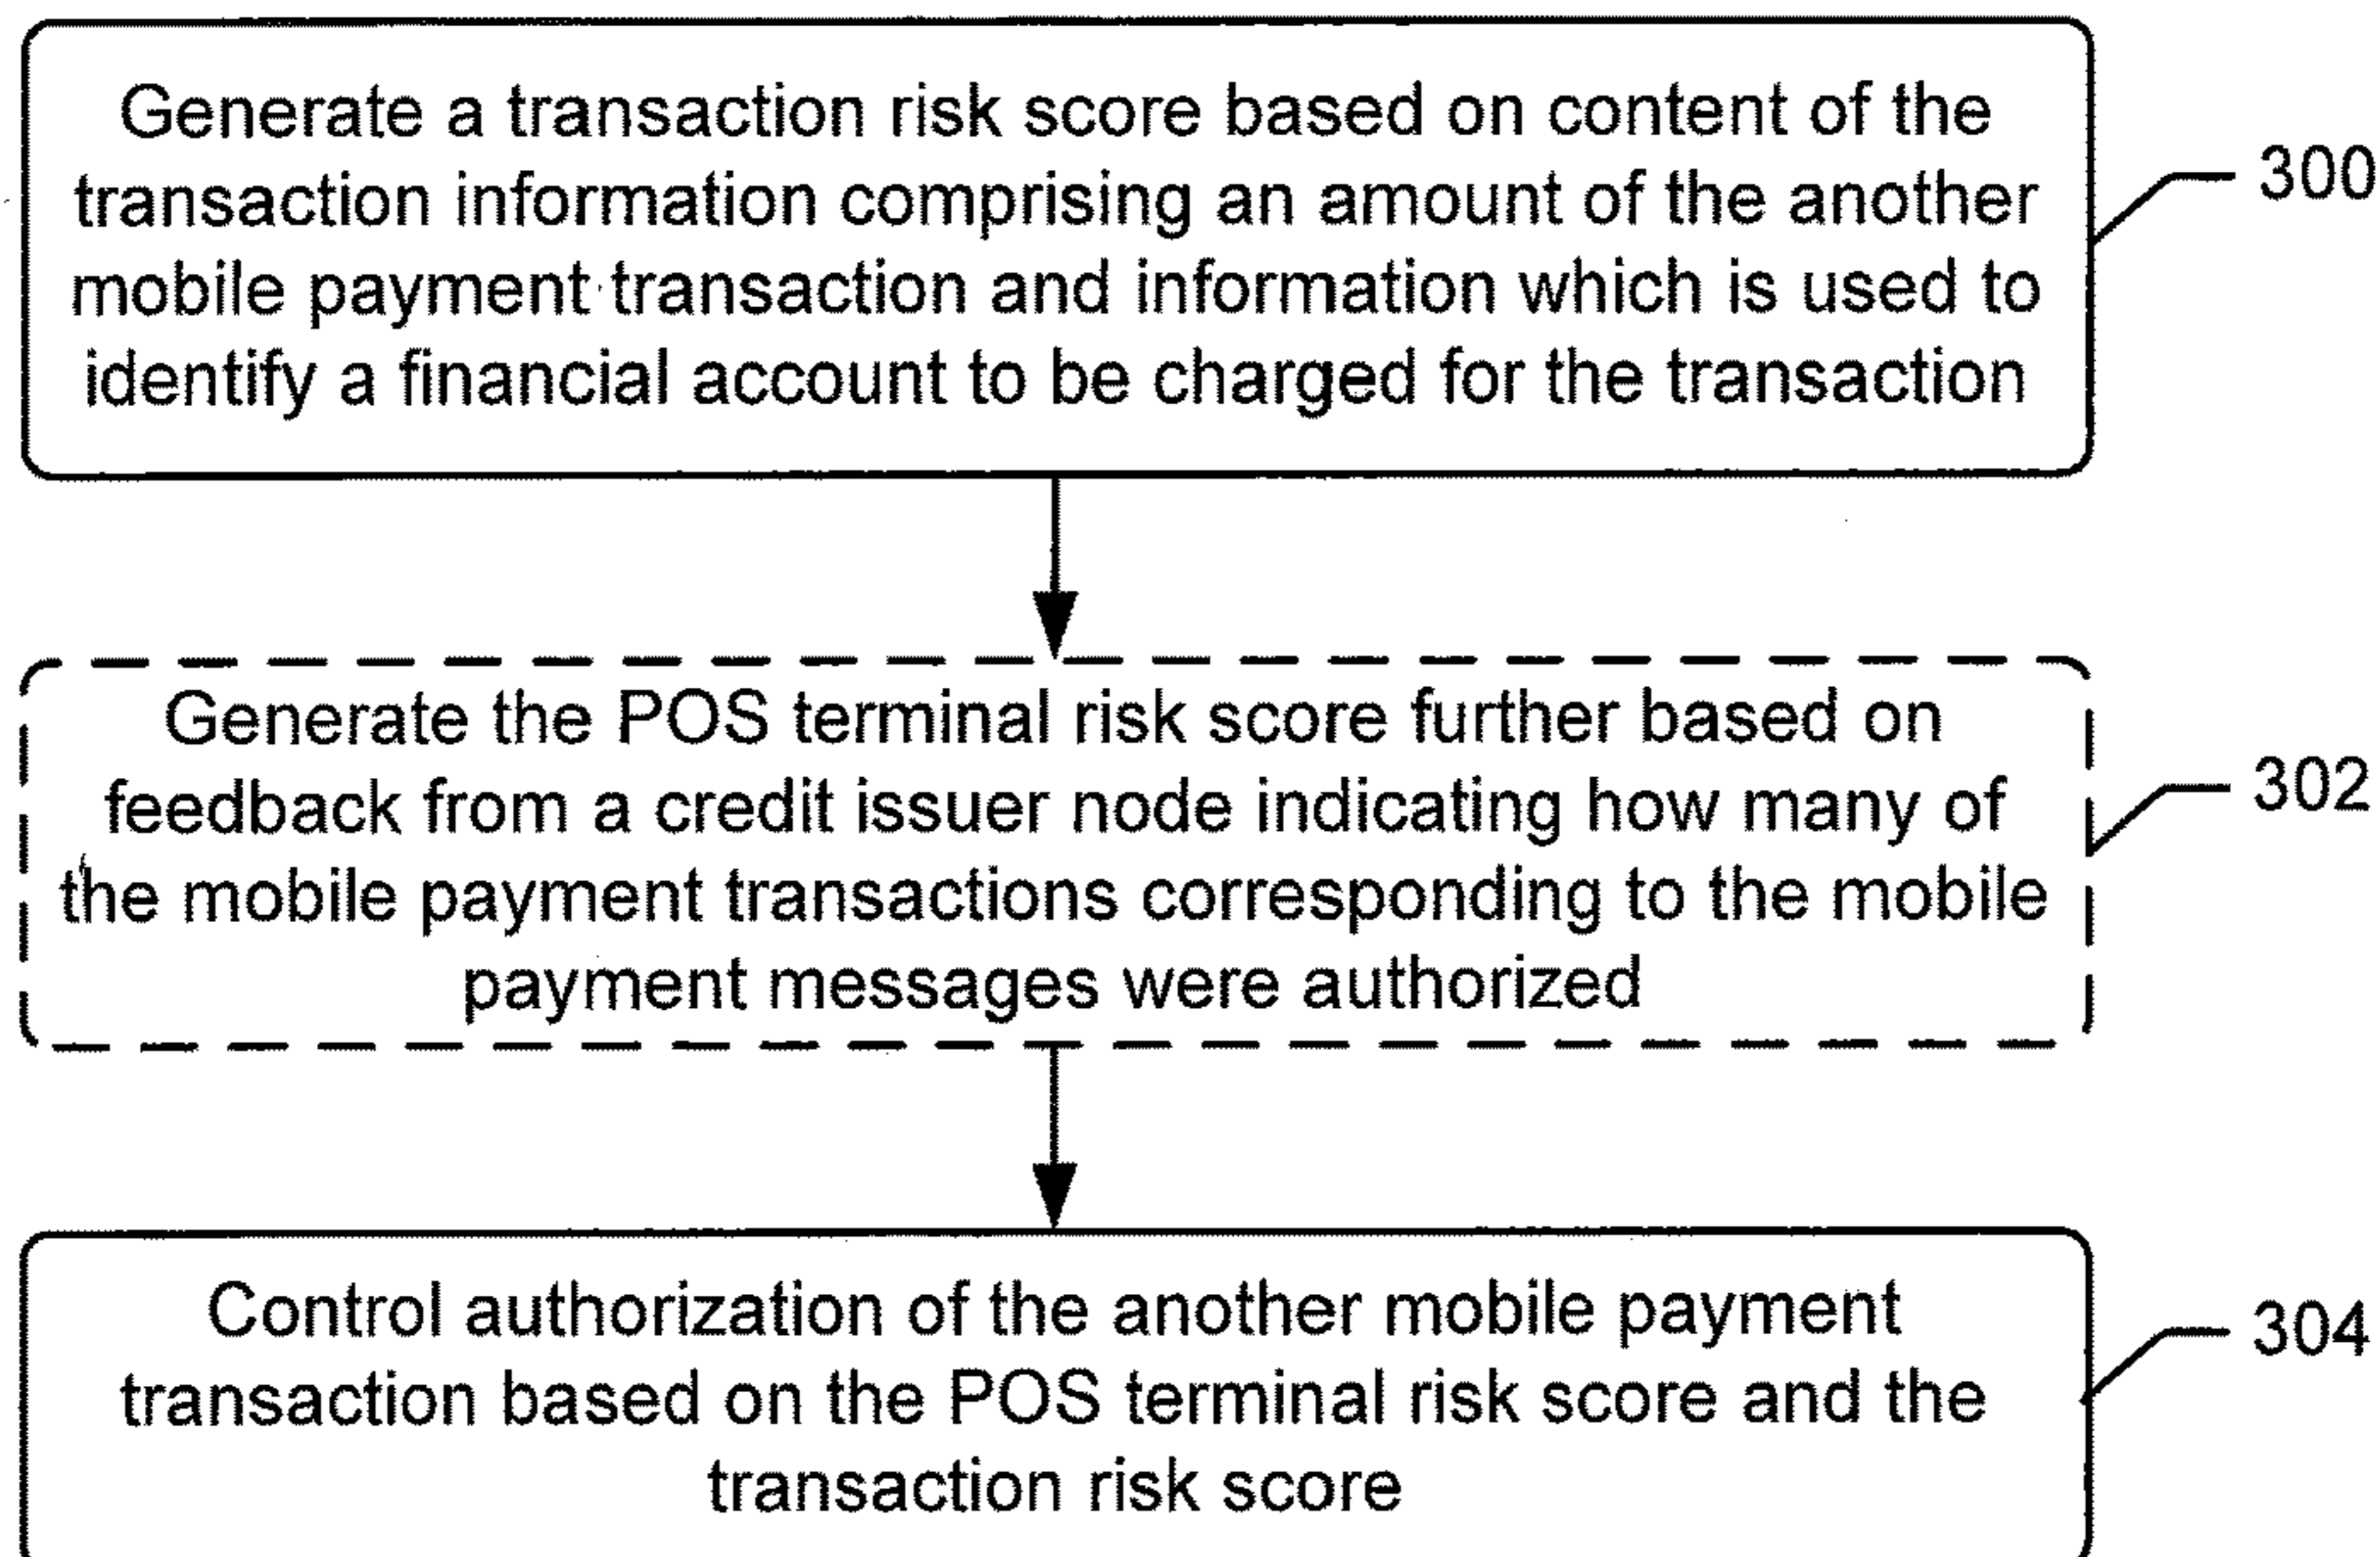 Generate a transaction risk score based on content of the
transaction information comprising an amount of the another
mobile payment transaction and information which is used to
identify a financial account to be charged for the transaction
300
Generate the POS terminal risk score further based on
feedback from a credit issuer node indicating how many of
the mobile payment transactions corresponding to the mobile
payment messages were authorized
302
Control authorization of the another mobile payment
transaction based on the POS terminal risk score and the
transaction risk score
304